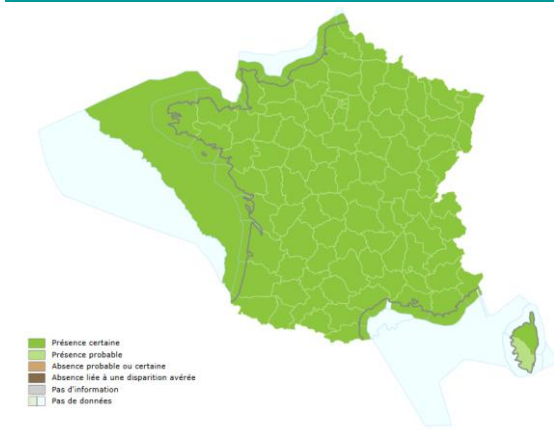 Présence certaine
Présence probable
Absence probable ou certaine
Absence liée à une disparition avérée
Pas d'information
Pas de données